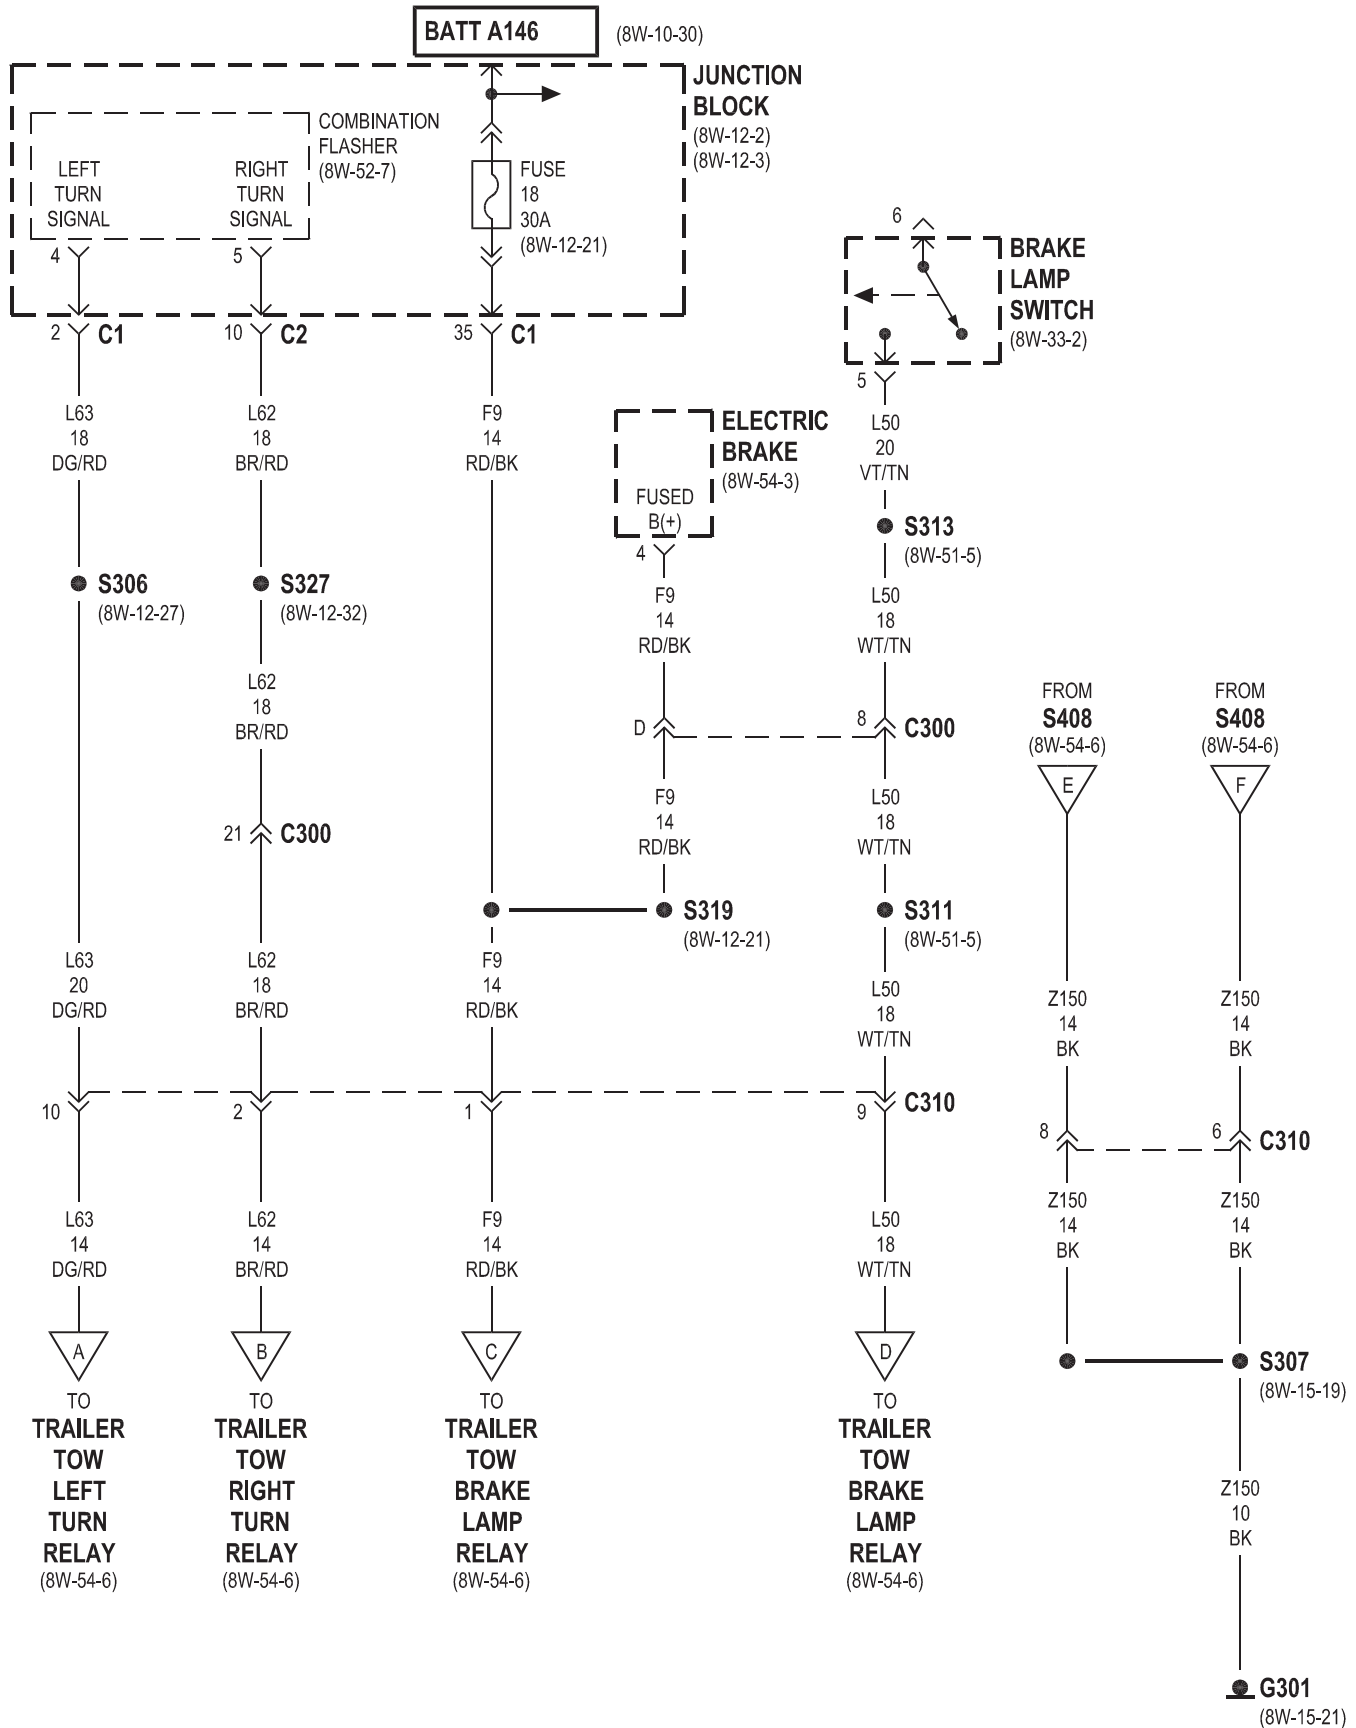 BATT A146
(8W-10-30)
JUNCTION
BLOCK
(8W-12-2)
(8W-12-3)
COMBINATION
FLASHER
(8W-52-7)
LEFT
TURN
SIGNAL
RIGHT
TURN
SIGNAL
FUSE
18
30A
(8W-12-21)
4
5
2
C1
10
C2
35
C1
6
BRAKE
LAMP
SWITCH
(8W-33-2)
5
L63
18
DG/RD
L62
18
BR/RD
F9
14
RD/BK
ELECTRIC
BRAKE
(8W-54-3)
FUSED
B(+)
4
L50
20
VT/TN
S313
(8W-51-5)
S306
(8W-12-27)
S327
(8W-12-32)
F9
14
RD/BK
L50
18
WT/TN
L62
18
BR/RD
D
8
C300
FROM
S408
(8W-54-6)
E
FROM
S408
(8W-54-6)
F
21
C300
F9
14
RD/BK
L50
18
WT/TN
S319
(8W-12-21)
S311
(8W-51-5)
L63
20
DG/RD
L62
18
BR/RD
F9
14
RD/BK
L50
18
WT/TN
Z150
14
BK
Z150
14
BK
10
2
1
9
C310
8
6
C310
L63
14
DG/RD
L62
14
BR/RD
F9
14
RD/BK
L50
18
WT/TN
Z150
14
BK
Z150
14
BK
A
TO
TRAILER
TOW
LEFT
TURN
RELAY
(8W-54-6)
B
TO
TRAILER
TOW
RIGHT
TURN
RELAY
(8W-54-6)
C
TO
TRAILER
TOW
BRAKE
LAMP
RELAY
(8W-54-6)
D
TO
TRAILER
TOW
BRAKE
LAMP
RELAY
(8W-54-6)
S307
(8W-15-19)
Z150
10
BK
G301
(8W-15-21)